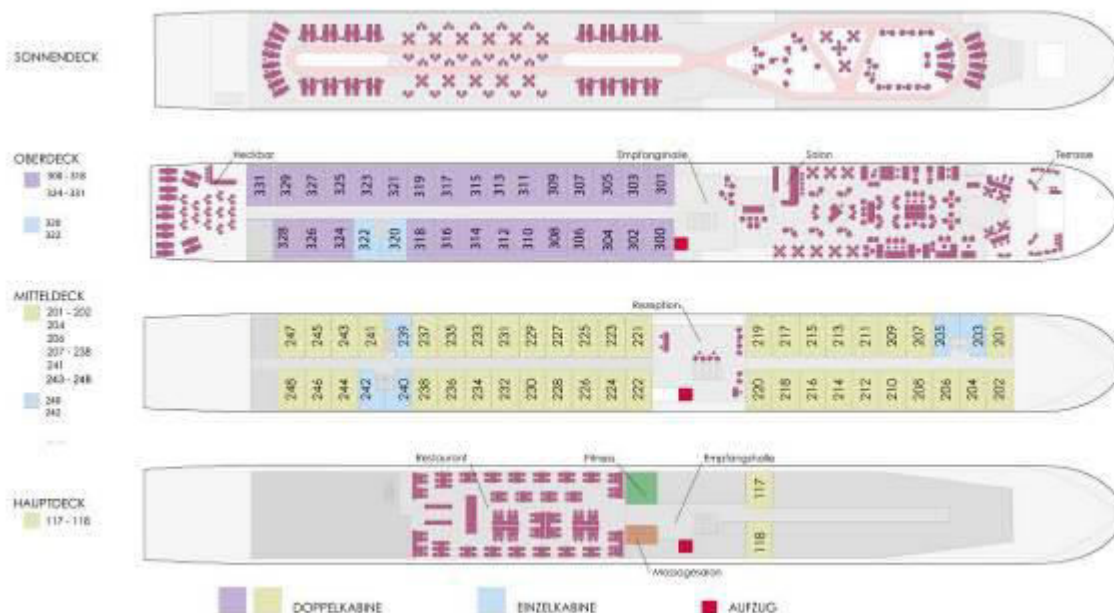 SONNENDECK
OBERDECK
300 - 318
324 - 331
320
322
Heckbar
Empfangshalle
Salon
Terrasse
331 329 327 325 323 321 319 317 315 313 311 309 307 305 303 301
328 326 324 322 320 318 316 314 312 310 308 306 304 302 300
MITTELDECK
201 - 202
204
206
207 - 238
241
243 - 248
240
242
Rezeption
247 245 243 241 239 237 235 233 231 229 227 225 223 221 219 217 215 213 211 209 207 205 203 201
248 246 244 242 240 238 236 234 232 230 228 226 224 222 220 218 216 214 212 210 208 206 204 202
HAUPTDECK
117 - 118
Restaurant
Fitness
Empfangshalle
117
118
Massagesalon
DOPPELKABINE
EINZELKABINE
AUFZUG